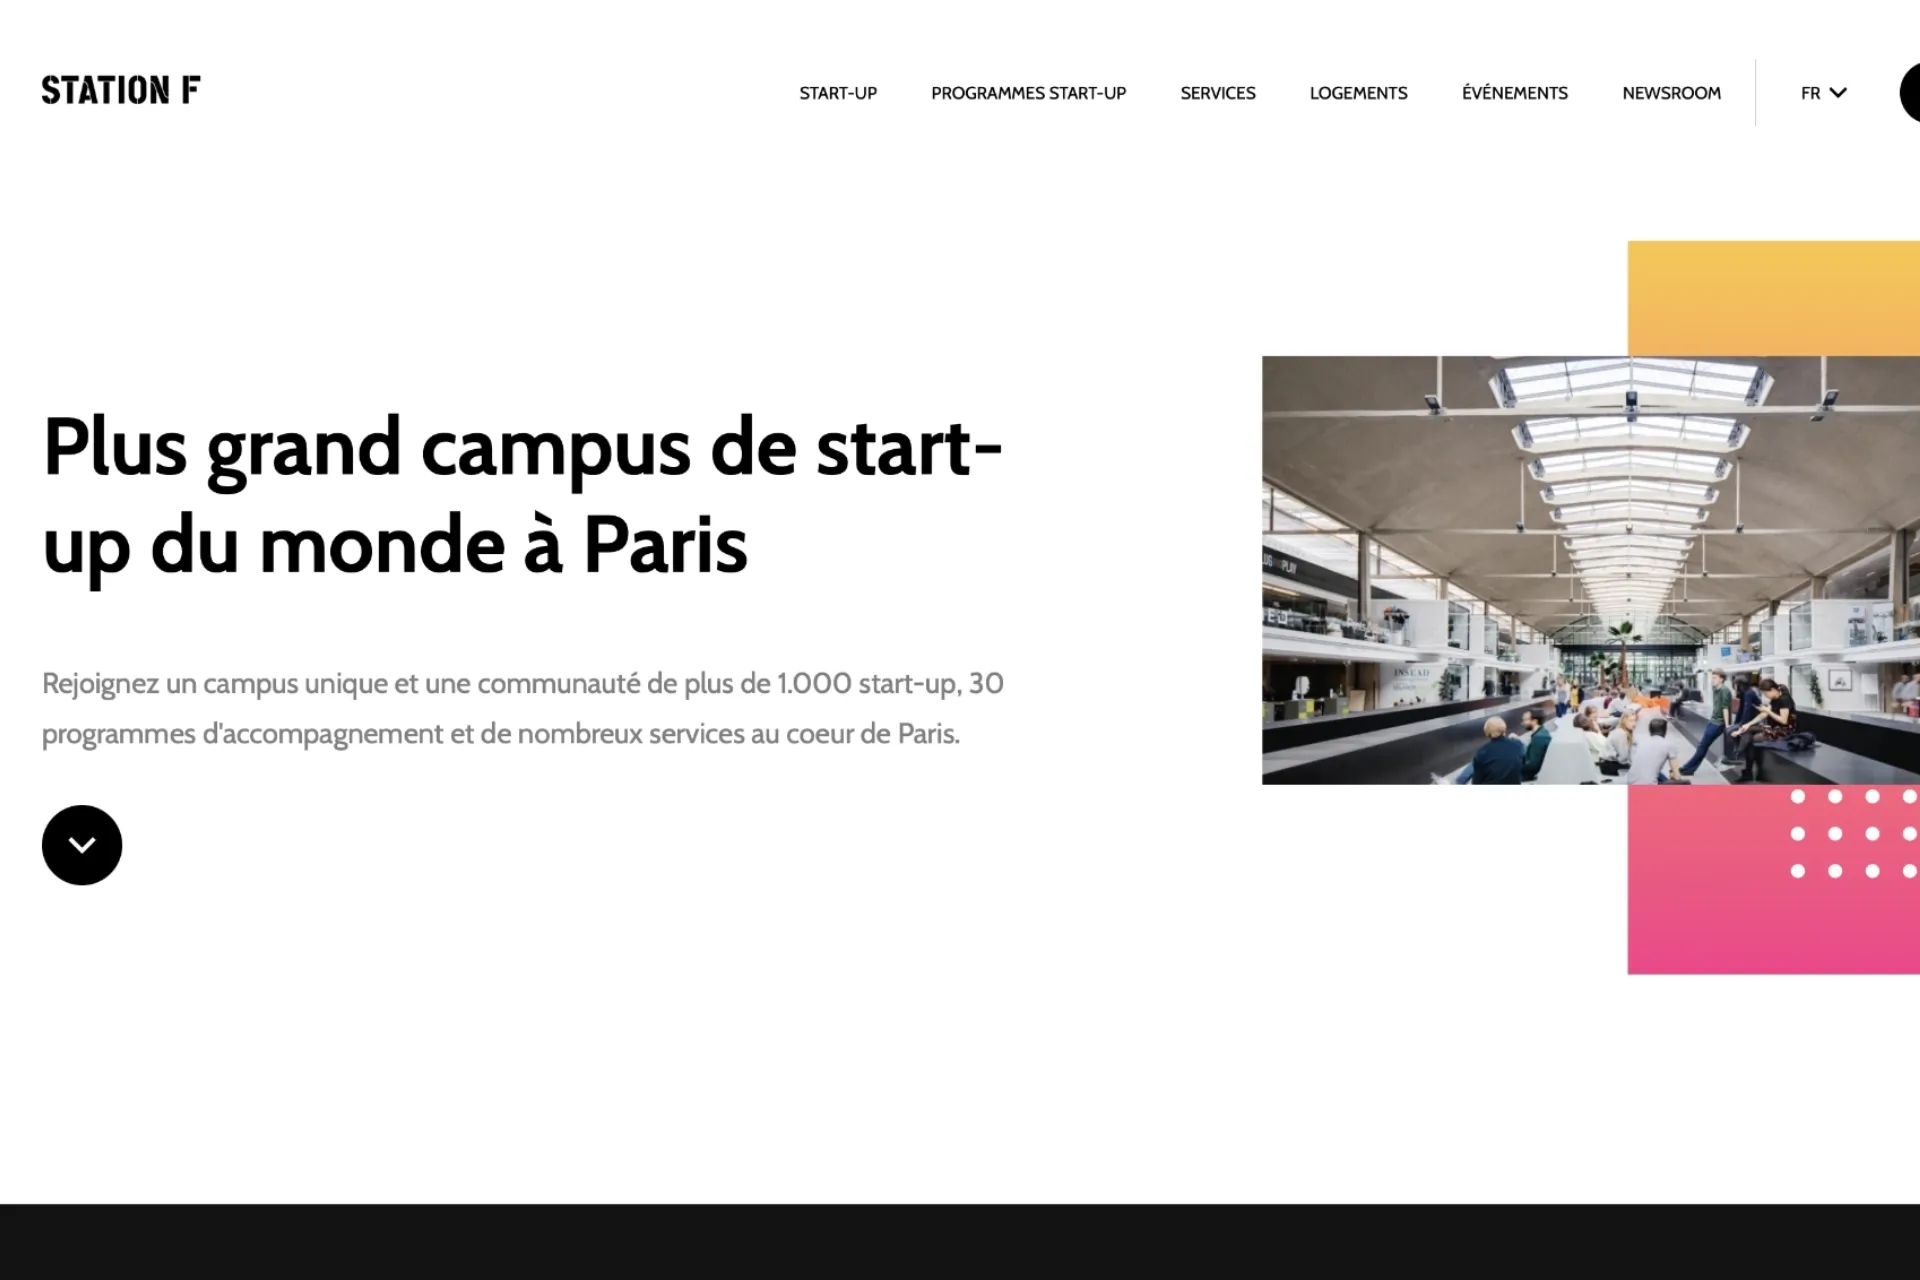 STATION F
START-UP
PROGRAMMES START-UP
SERVICES
LOGEMENTS
ÉVÉNEMENTS
NEWSROOM
FR
Plus grand campus de start-
up du monde à Paris
Rejoignez un campus unique et une communauté de plus de 1.000 start-up, 30
programmes d'accompagnement et de nombreux services au coeur de Paris.
PLAY
INSEAD